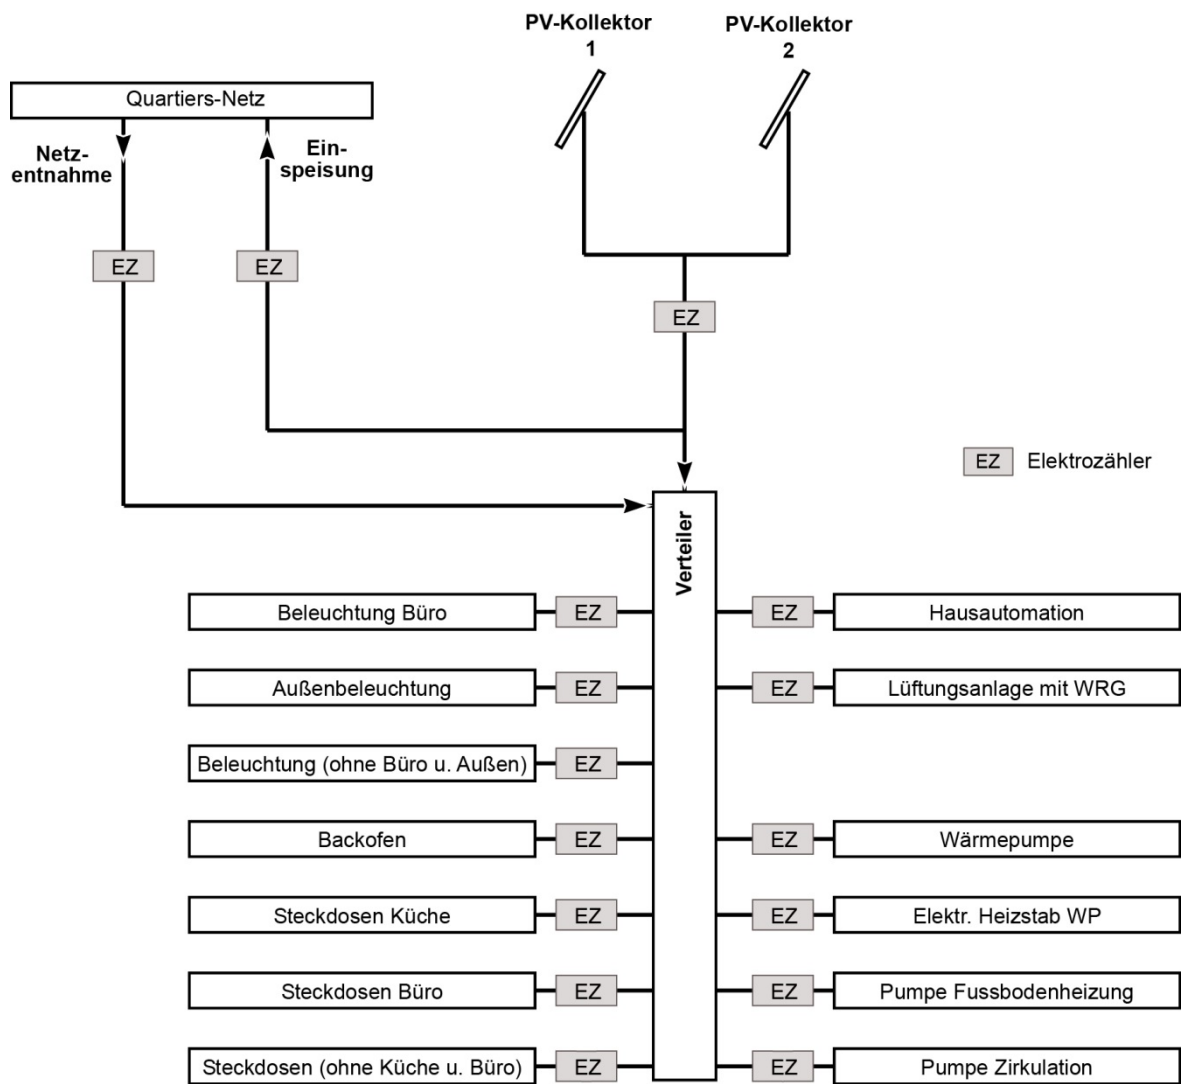 PV-Kollektor
1
PV-Kollektor
2
Quartiers-Netz
Netz-
entnahme
Ein-
speisung
EZ
EZ
EZ
EZ Elektrozähler
Verteiler
Beleuchtung Büro EZ
EZ Hausautomation
Außenbeleuchtung EZ
EZ Lüftungsanlage mit WRG
Beleuchtung (ohne Büro u. Außen) EZ
Backofen EZ
EZ Wärmepumpe
Steckdosen Küche EZ
EZ Elektr. Heizstab WP
Steckdosen Büro EZ
EZ Pumpe Fussbodenheizung
Steckdosen (ohne Küche u. Büro) EZ
EZ Pumpe Zirkulation